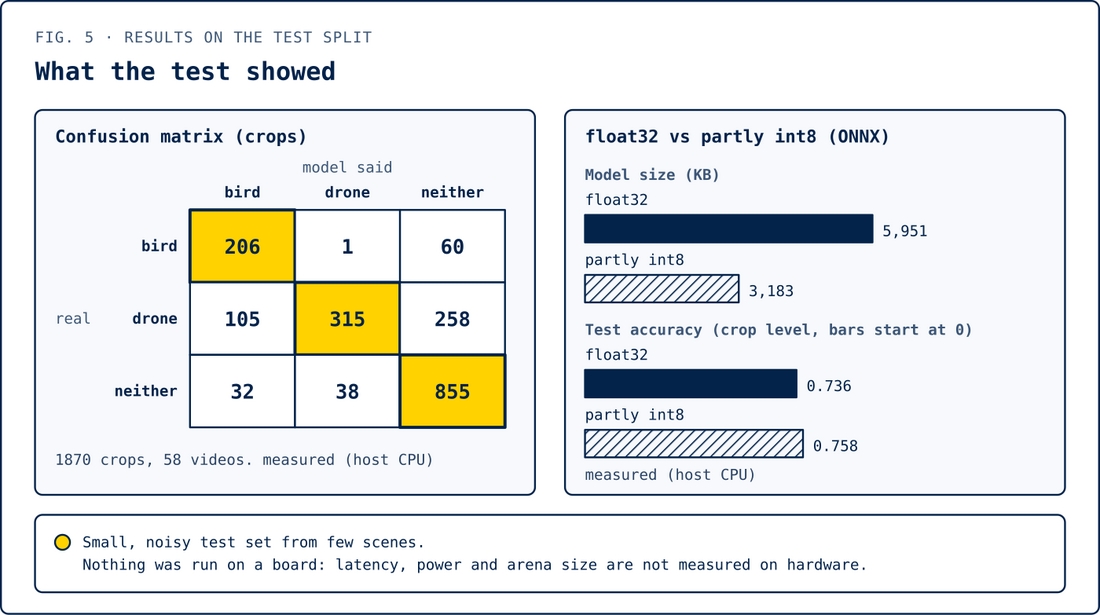 FIG. 5 · RESULTS ON THE TEST SPLIT
What the test showed
Confusion matrix (crops)
model said
bird drone neither
bird 206 1 60
real drone 105 315 258
neither 32 38 855
1870 crops, 58 videos. measured (host CPU)
float32 vs partly int8 (ONNX)
Model size (KB)
float32
5,951
partly int8
3,183
Test accuracy (crop level, bars start at 0)
float32
0.736
partly int8
0.758
measured (host CPU)
Small, noisy test set from few scenes.
Nothing was run on a board: latency, power and arena size are not measured on hardware.